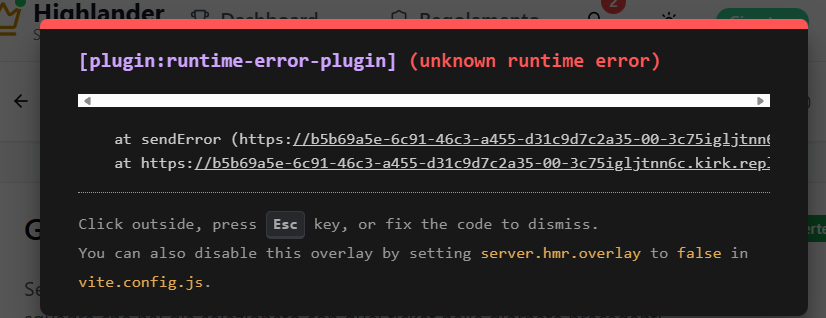 Highlander
Dashboard
Regolamento
2
[plugin:runtime-error-plugin] (unknown runtime error)
at sendError (https://b5b69a5e-6c91-46c3-a455-d31c9d7c2a35-00-3c75igljtnn6
at https://b5b69a5e-6c91-46c3-a455-d31c9d7c2a35-00-3c75igljtnn6c.kirk.repl
Click outside, press Esc key, or fix the code to dismiss.
You can also disable this overlay by setting server.hmr.overlay to false in
vite.config.js.